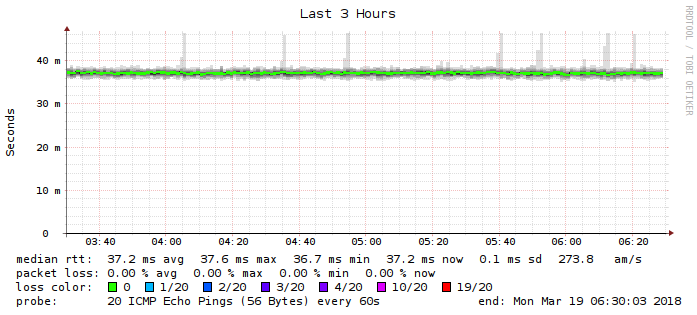 Last 3 Hours
RRDTOOL / TOBI OETIKER
Seconds
40 m
30 m
20 m
10 m
0
03:40 04:00 04:20 04:40 05:00 05:20 05:40 06:00 06:20
median rtt: 37.2 ms avg 37.6 ms max 36.7 ms min 37.2 ms now 0.1 ms sd 273.8 am/s
packet loss: 0.00 % avg 0.00 % max 0.00 % min 0.00 % now
loss color: 0 1/20 2/20 3/20 4/20 10/20 19/20
probe: 20 ICMP Echo Pings (56 Bytes) every 60s end: Mon Mar 19 06:30:03 2018